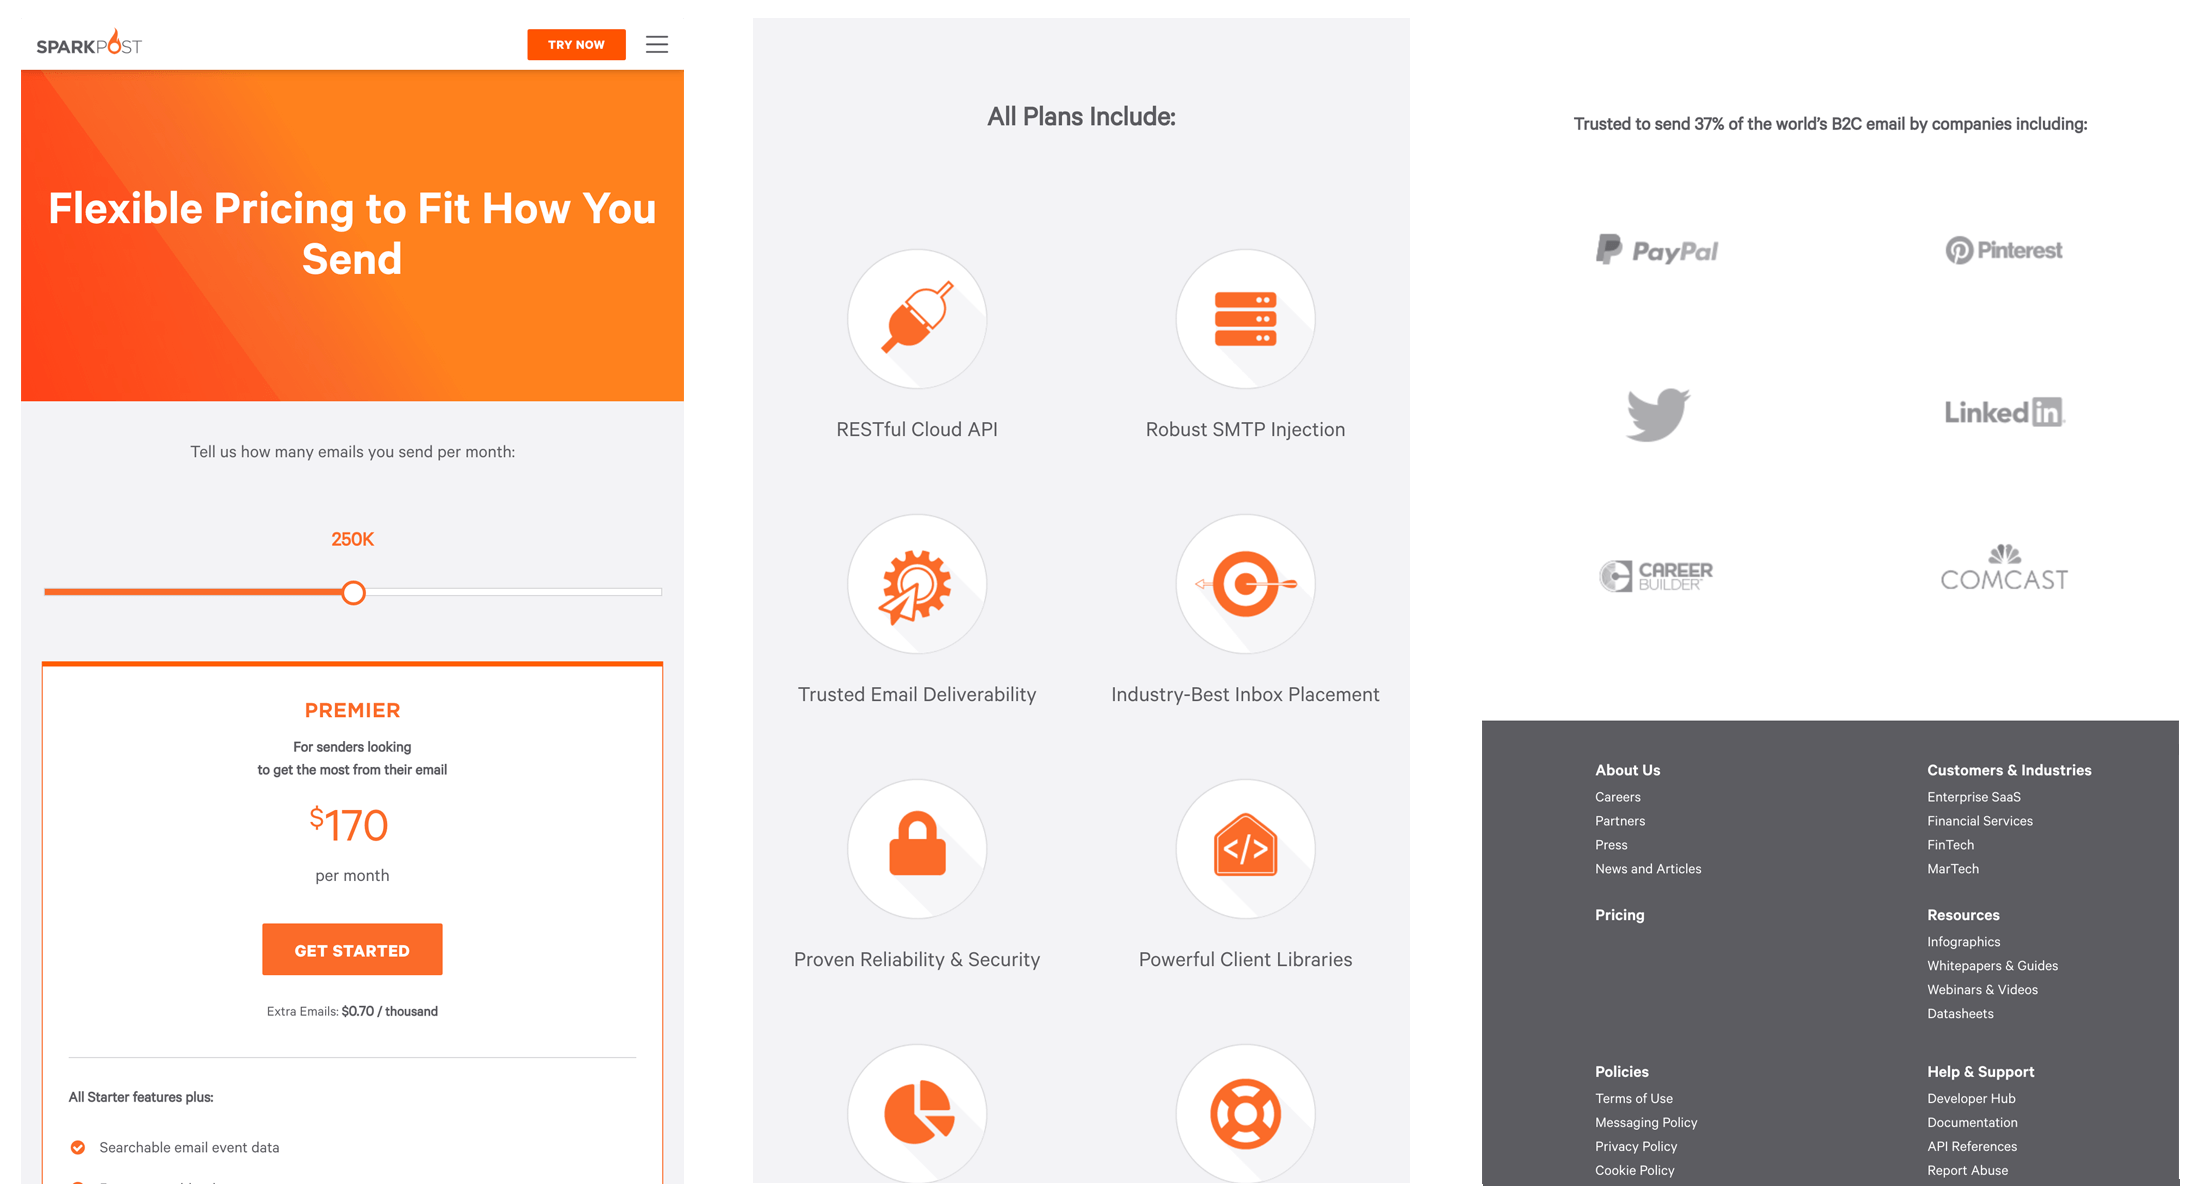 SPARKPOST
TRY NOW
Flexible Pricing to Fit How You
Send
Tell us how many emails you send per month:
250K
PREMIER
For senders looking
to get the most from their email
$170
per month
GET STARTED
Extra Emails: $0.70 / thousand
All Starter features plus:
Searchable email event data
All Plans Include:
RESTful Cloud API
Robust SMTP Injection
Trusted Email Deliverability
Industry-Best Inbox Placement
</>
Proven Reliability & Security
Powerful Client Libraries
Trusted to send 37% of the world's B2C email by companies including:
PayPal
Pinterest
LinkedIn
CAREER
BUILDER
COMCAST
About Us
Careers
Partners
Press
News and Articles
Pricing
Policies
Terms of Use
Messaging Policy
Privacy Policy
Cookie Policy
Customers & Industries
Enterprise SaaS
Financial Services
FinTech
MarTech
Resources
Infographics
Whitepapers & Guides
Webinars & Videos
Datasheets
Help & Support
Developer Hub
Documentation
API References
Report Abuse